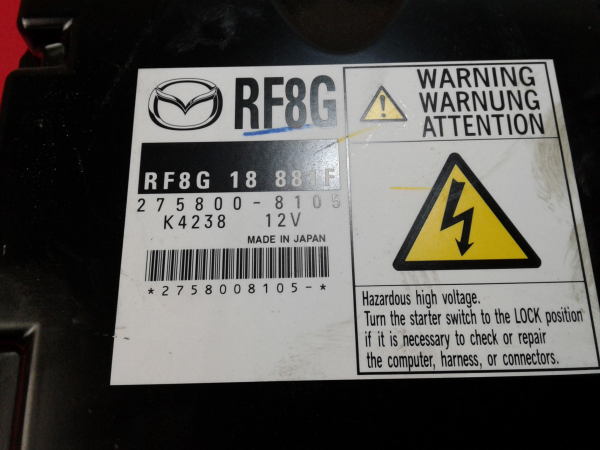 RF8G
RF8G 18 881F
275800-8105
K4238 12V
MADE IN JAPAN
*2758008105-*
WARNING
WARNUNG
ATTENTION
Hazardous high voltage.
Turn the starter switch to the LOCK position
if it is necessary to check or repair
the computer, harness, or connectors.